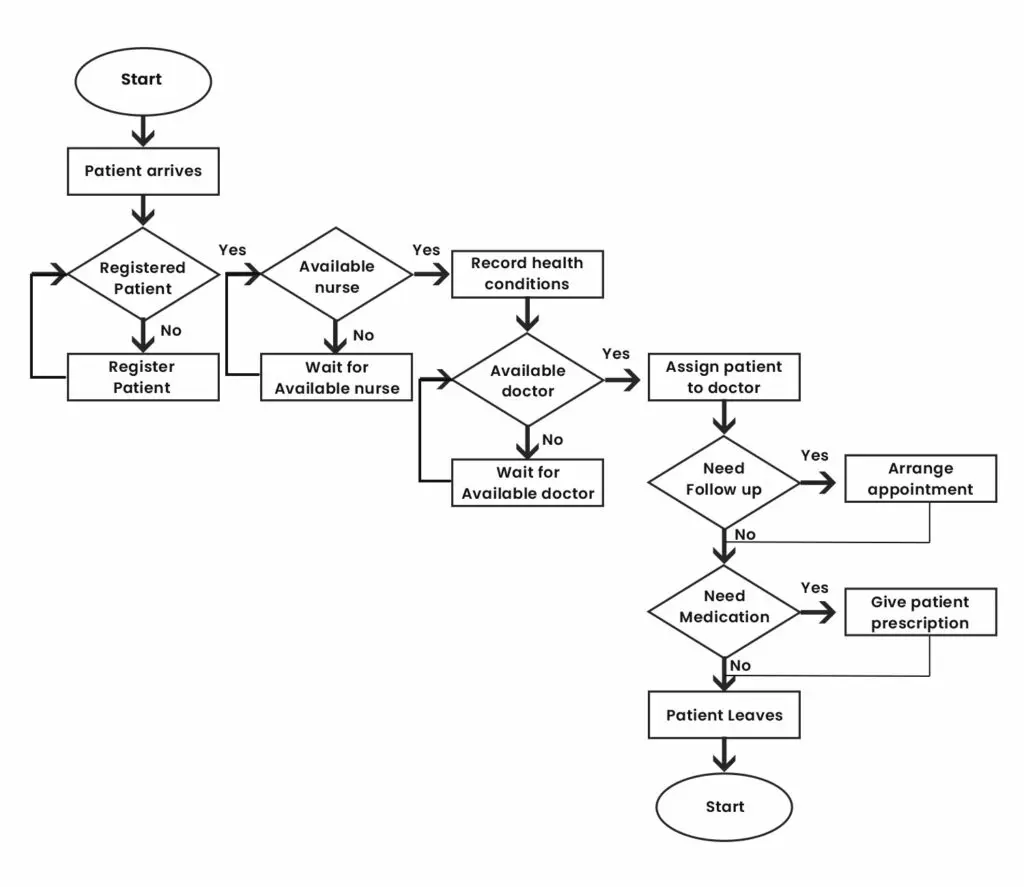 Start
Patient arrives
Registered
Patient
Yes
No
Register
Patient
Available
nurse
Yes
No
Wait for
Available nurse
Record health
conditions
Available
doctor
Yes
No
Wait for
Available doctor
Assign patient
to doctor
Need
Follow up
Yes
Arrange
appointment
No
Need
Medication
Yes
Give patient
prescription
No
Patient Leaves
Start